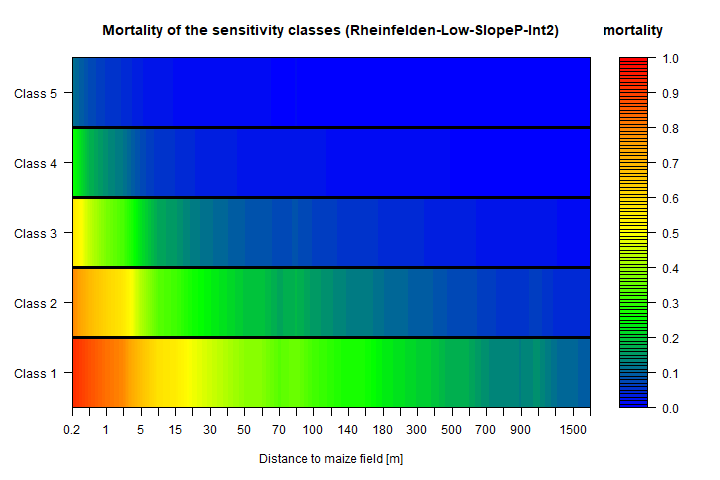 Mortality of the sensitivity classes (Rheinfelden-Low-SlopeP-Int2)
mortality
Class 5
Class 4
Class 3
Class 2
Class 1
1.0
0.9
0.8
0.7
0.6
0.5
0.4
0.3
0.2
0.1
0.0
0.2 1 5 15 30 50 70 100 140 180 300 500 700 900 1500
Distance to maize field [m]